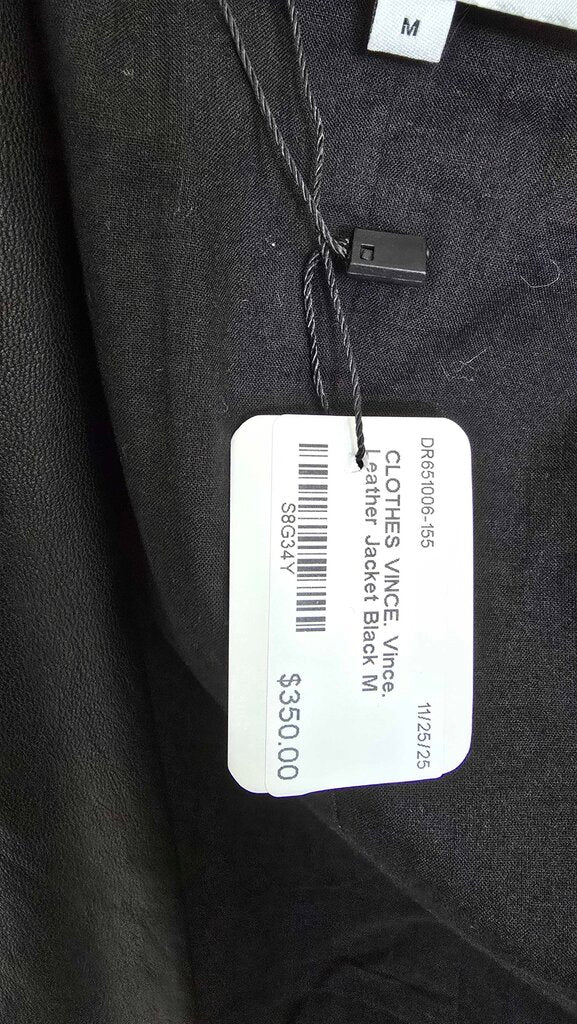 M
DR651006-155 11/25/25
CLOTHES VINCE. Vince.
Leather Jacket Black M
S8G34Y
$350.00